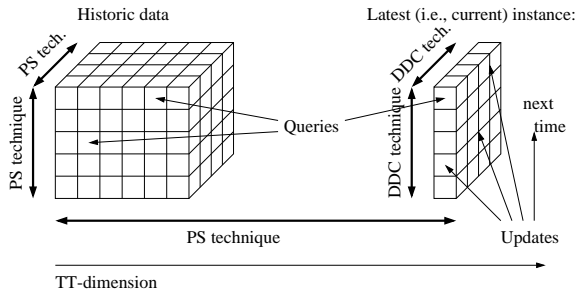 Historic data
Latest (i.e., current) instance:
PS tech.
DDC tech.
PS technique
Queries
DDC technique
next
time
PS technique
Updates
TT-dimension